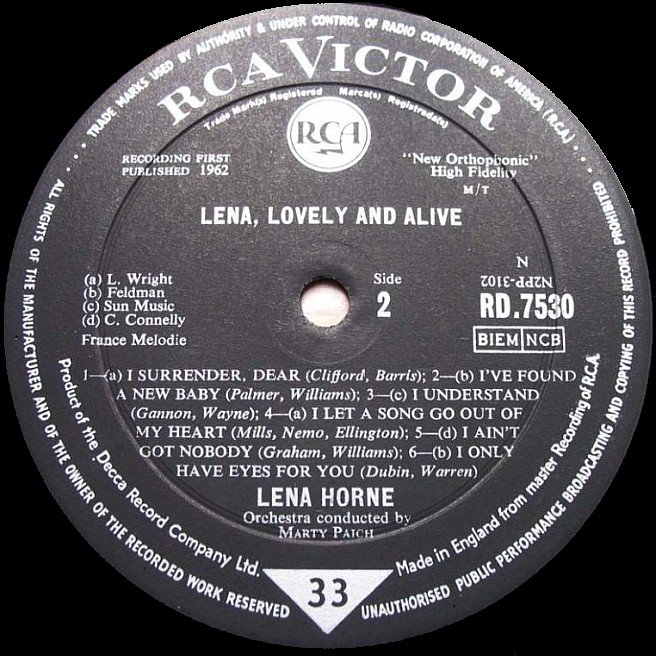 TRADE MARKS USED BY AUTHORITY & UNDER CONTROL OF RADIO CORPORATION OF AMERICA (R.C.A.)
RCA VICTOR
Trade Mark(s) Registered Marca(s) Registrada(s)
RCA
RECORDING FIRST
PUBLISHED 1962
"New Orthophonic"
High Fidelity
M/T
LENA, LOVELY AND ALIVE
(a) L. Wright
(b) Feldman
(c) Sun Music
(d) C. Connelly
France Melodie
Side
2
N
N2PP-3102
RD.7530
BIEM NCB
1—(a) I SURRENDER, DEAR (Clifford, Barris); 2—(b) I'VE FOUND
A NEW BABY (Palmer, Williams); 3—(c) I UNDERSTAND
(Gannon, Wayne); 4—(a) I LET A SONG GO OUT OF
MY HEART (Mills, Nemo, Ellington); 5—(d) I AIN'T
GOT NOBODY (Graham, Williams); 6—(b) I ONLY
HAVE EYES FOR YOU (Dubin, Warren)
LENA HORNE
Orchestra conducted by
MARTY PAICH
Product of the Decca Record Company Ltd.
Made in England from master Recording of R.C.A.
33
ALL RIGHTS OF THE MANUFACTURER AND OF THE OWNER OF THE RECORDED WORK RESERVED
UNAUTHORISED PUBLIC PERFORMANCE BROADCASTING AND COPYING OF THIS RECORD PROHIBITED